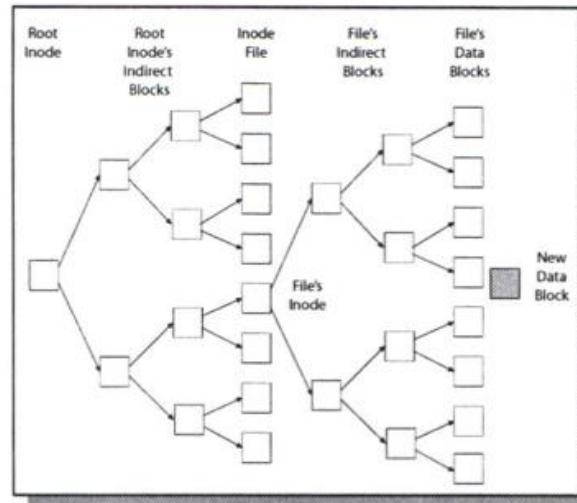 Root
Inode
Root
Inode's
Indirect
Blocks
Inode
File
File's
Indirect
Blocks
File's
Data
Blocks
File's
Inode
New
Data
Block